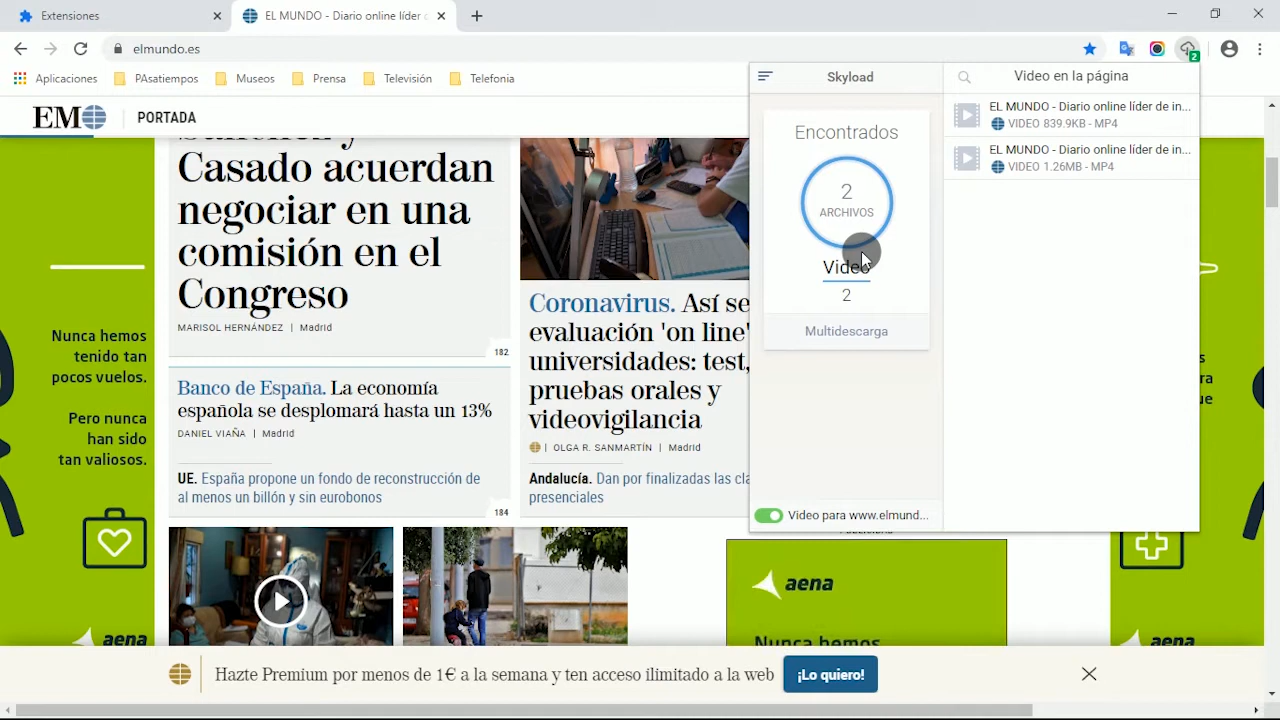 Extensiones
EL MUNDO - Diario online líder d
elmundo.es
2
Aplicaciones
PAsatiempos
Museos
Prensa
Televisión
Telefonia
EM
PORTADA
Casado acuerdan
negociar en una
comisión en el
Congreso
MARISOL HERNÁNDEZ | Madrid
182
Banco de España. La economía
española se desplomará hasta un 13%
DANIEL VIAÑA | Madrid
UE. España propone un fondo de reconstrucción de
al menos un billón y sin eurobonos
184
Coronavirus. Así se
evaluación 'on line'
universidades: test,
pruebas orales y
videovigilancia
| OLGA R. SANMARTÍN | Madrid
Andalucía. Dan por finalizadas las cla
presenciales
Nunca hemos
tenido tan
pocos vuelos.
Pero nunca
han sido
tan valiosos.
aena
Skyload
Encontrados
2
ARCHIVOS
Video
2
Multidescarga
Video para www.elmund...
Video en la página
EL MUNDO - Diario online líder de in...
VIDEO 839.9KB - MP4
EL MUNDO - Diario online líder de in...
VIDEO 1.26MB - MP4
s
ra
ue
aena
Nunca hemos
aena
Hazte Premium por menos de 1€ a la semana y ten acceso ilimitado a la web
¡Lo quiero!